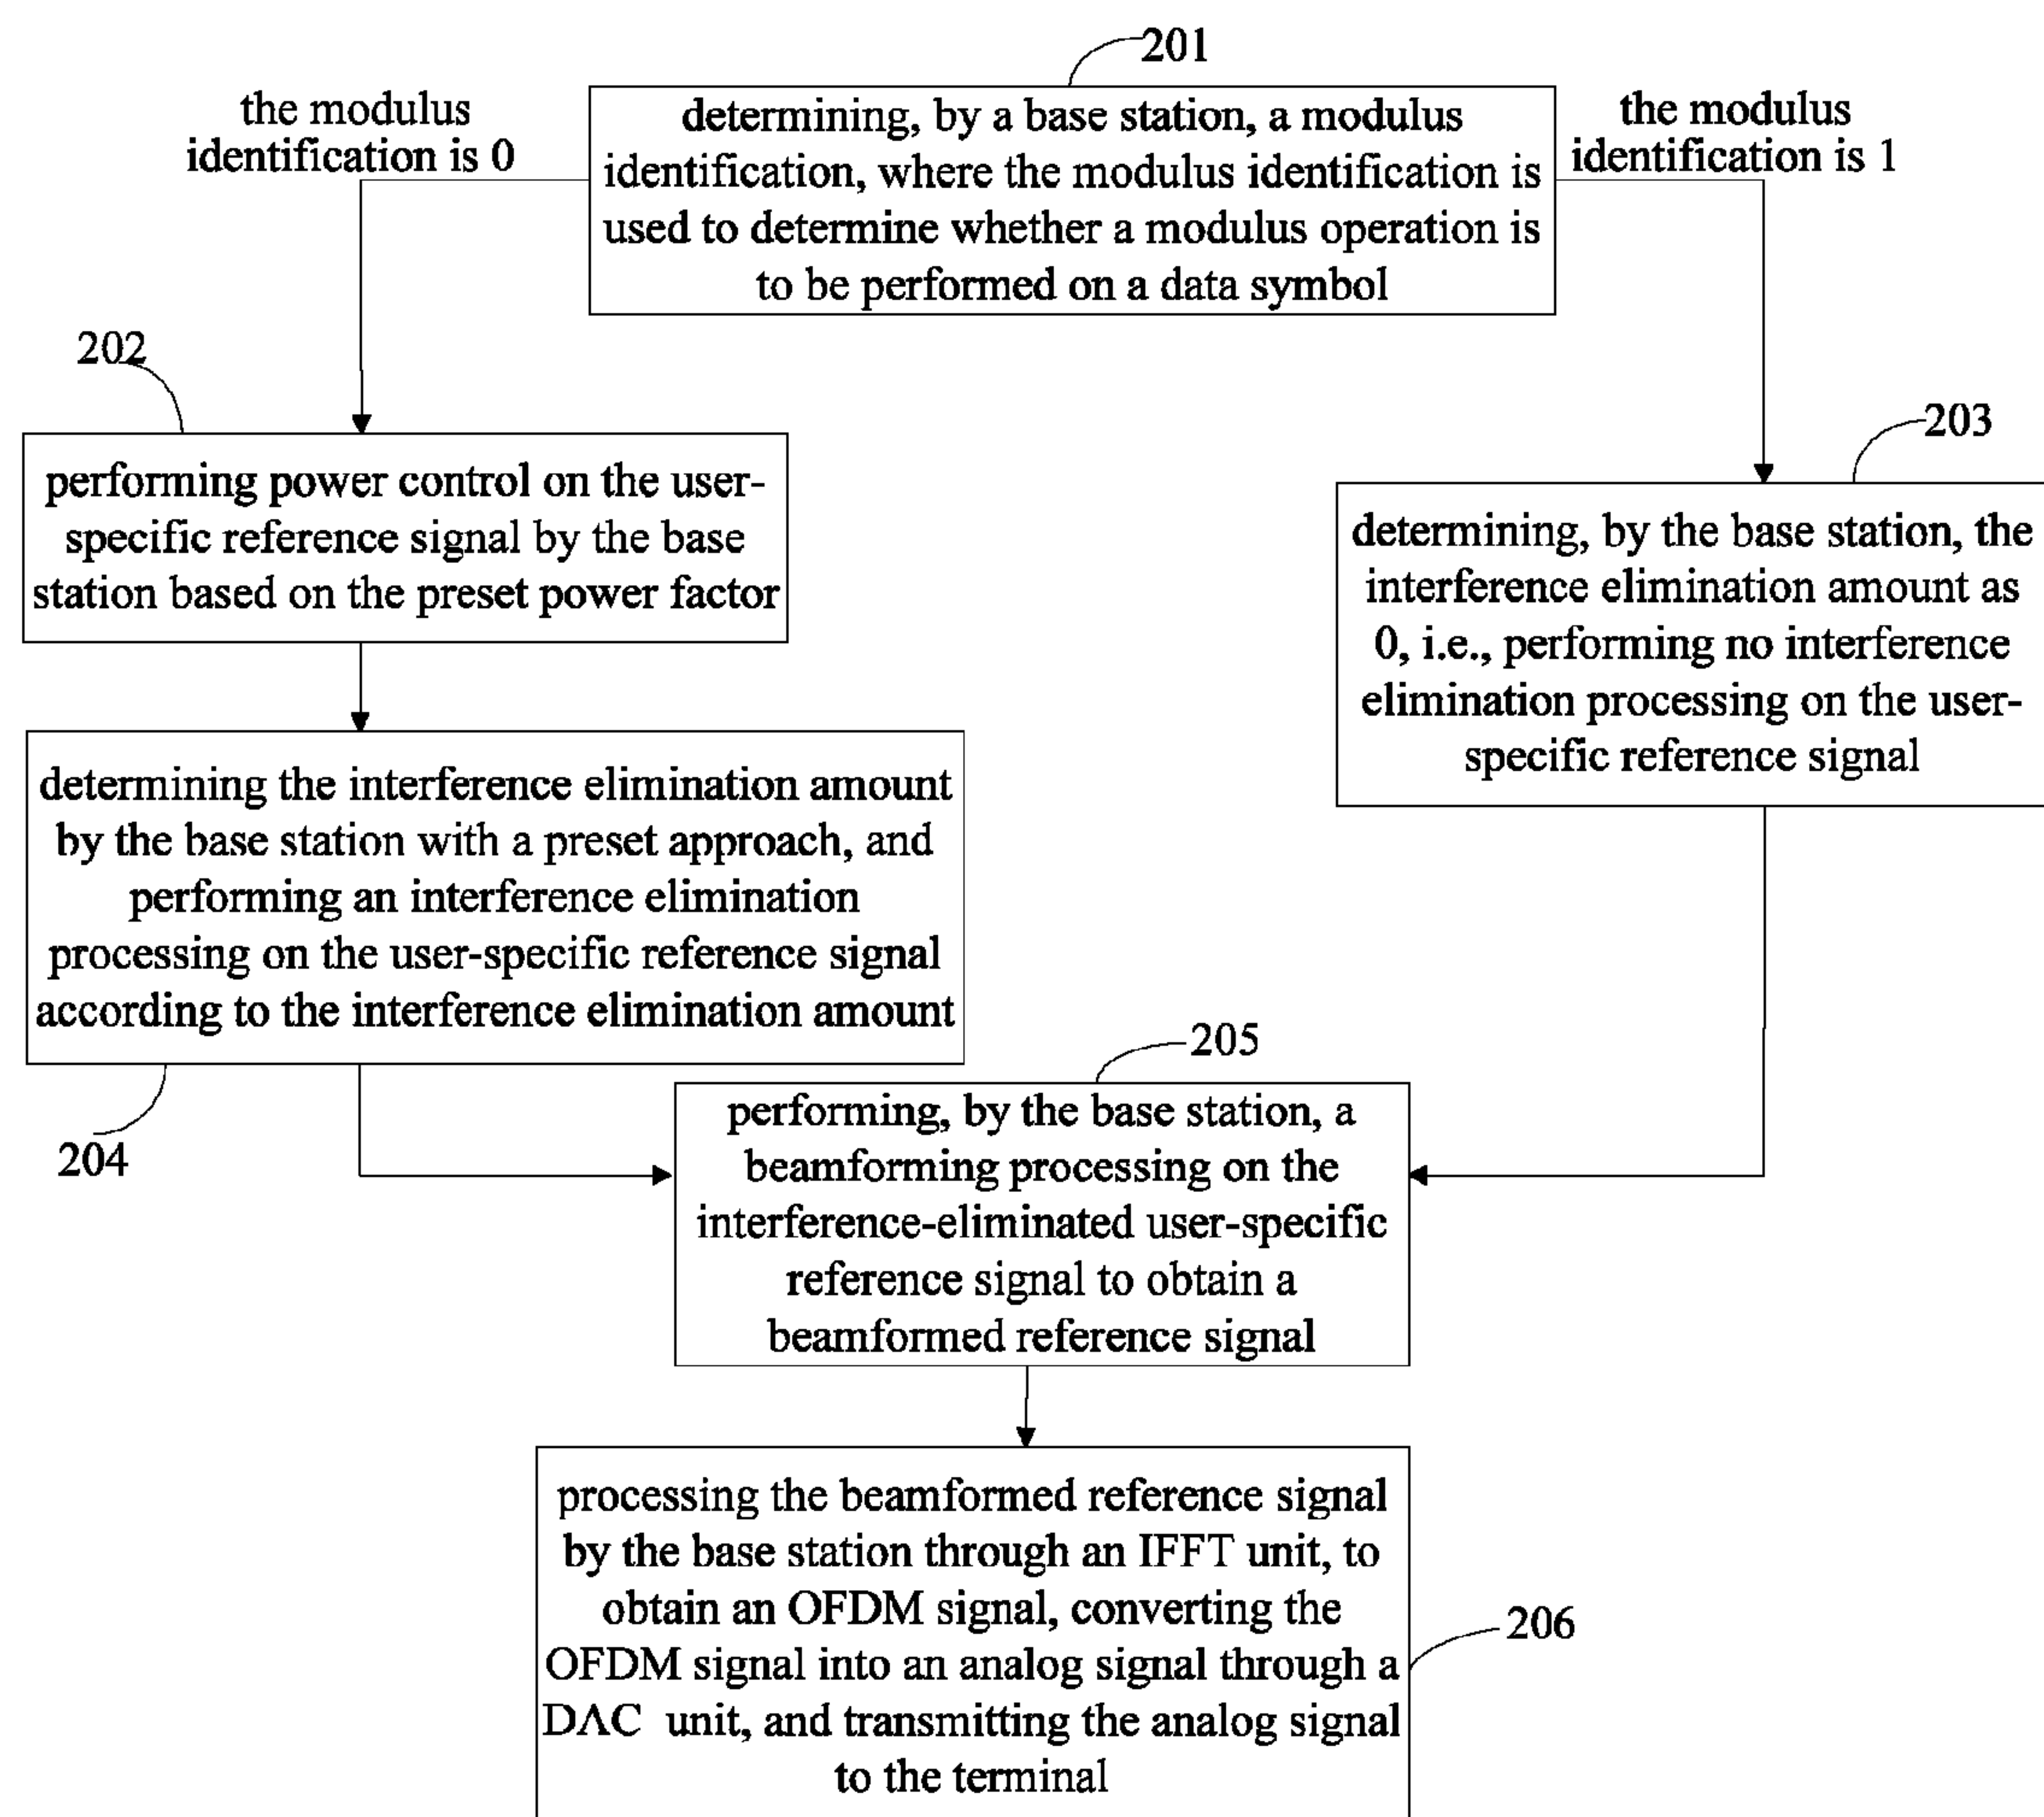 201
the modulus
identification is 0
determining, by a base station, a modulus
identification, where the modulus identification is
used to determine whether a modulus operation is
to be performed on a data symbol
the modulus
identification is 1
202
performing power control on the user-
specific reference signal by the base
station based on the preset power factor
203
determining, by the base station, the
interference elimination amount as
0, i.e., performing no interference
elimination processing on the user-
specific reference signal
determining the interference elimination amount
by the base station with a preset approach, and
performing an interference elimination
processing on the user-specific reference signal
according to the interference elimination amount
204
205
performing, by the base station, a
beamforming processing on the
interference-eliminated user-specific
reference signal to obtain a
beamformed reference signal
processing the beamformed reference signal
by the base station through an IFFT unit, to
obtain an OFDM signal, converting the
OFDM signal into an analog signal through a
DAC unit, and transmitting the analog signal
to the terminal
206